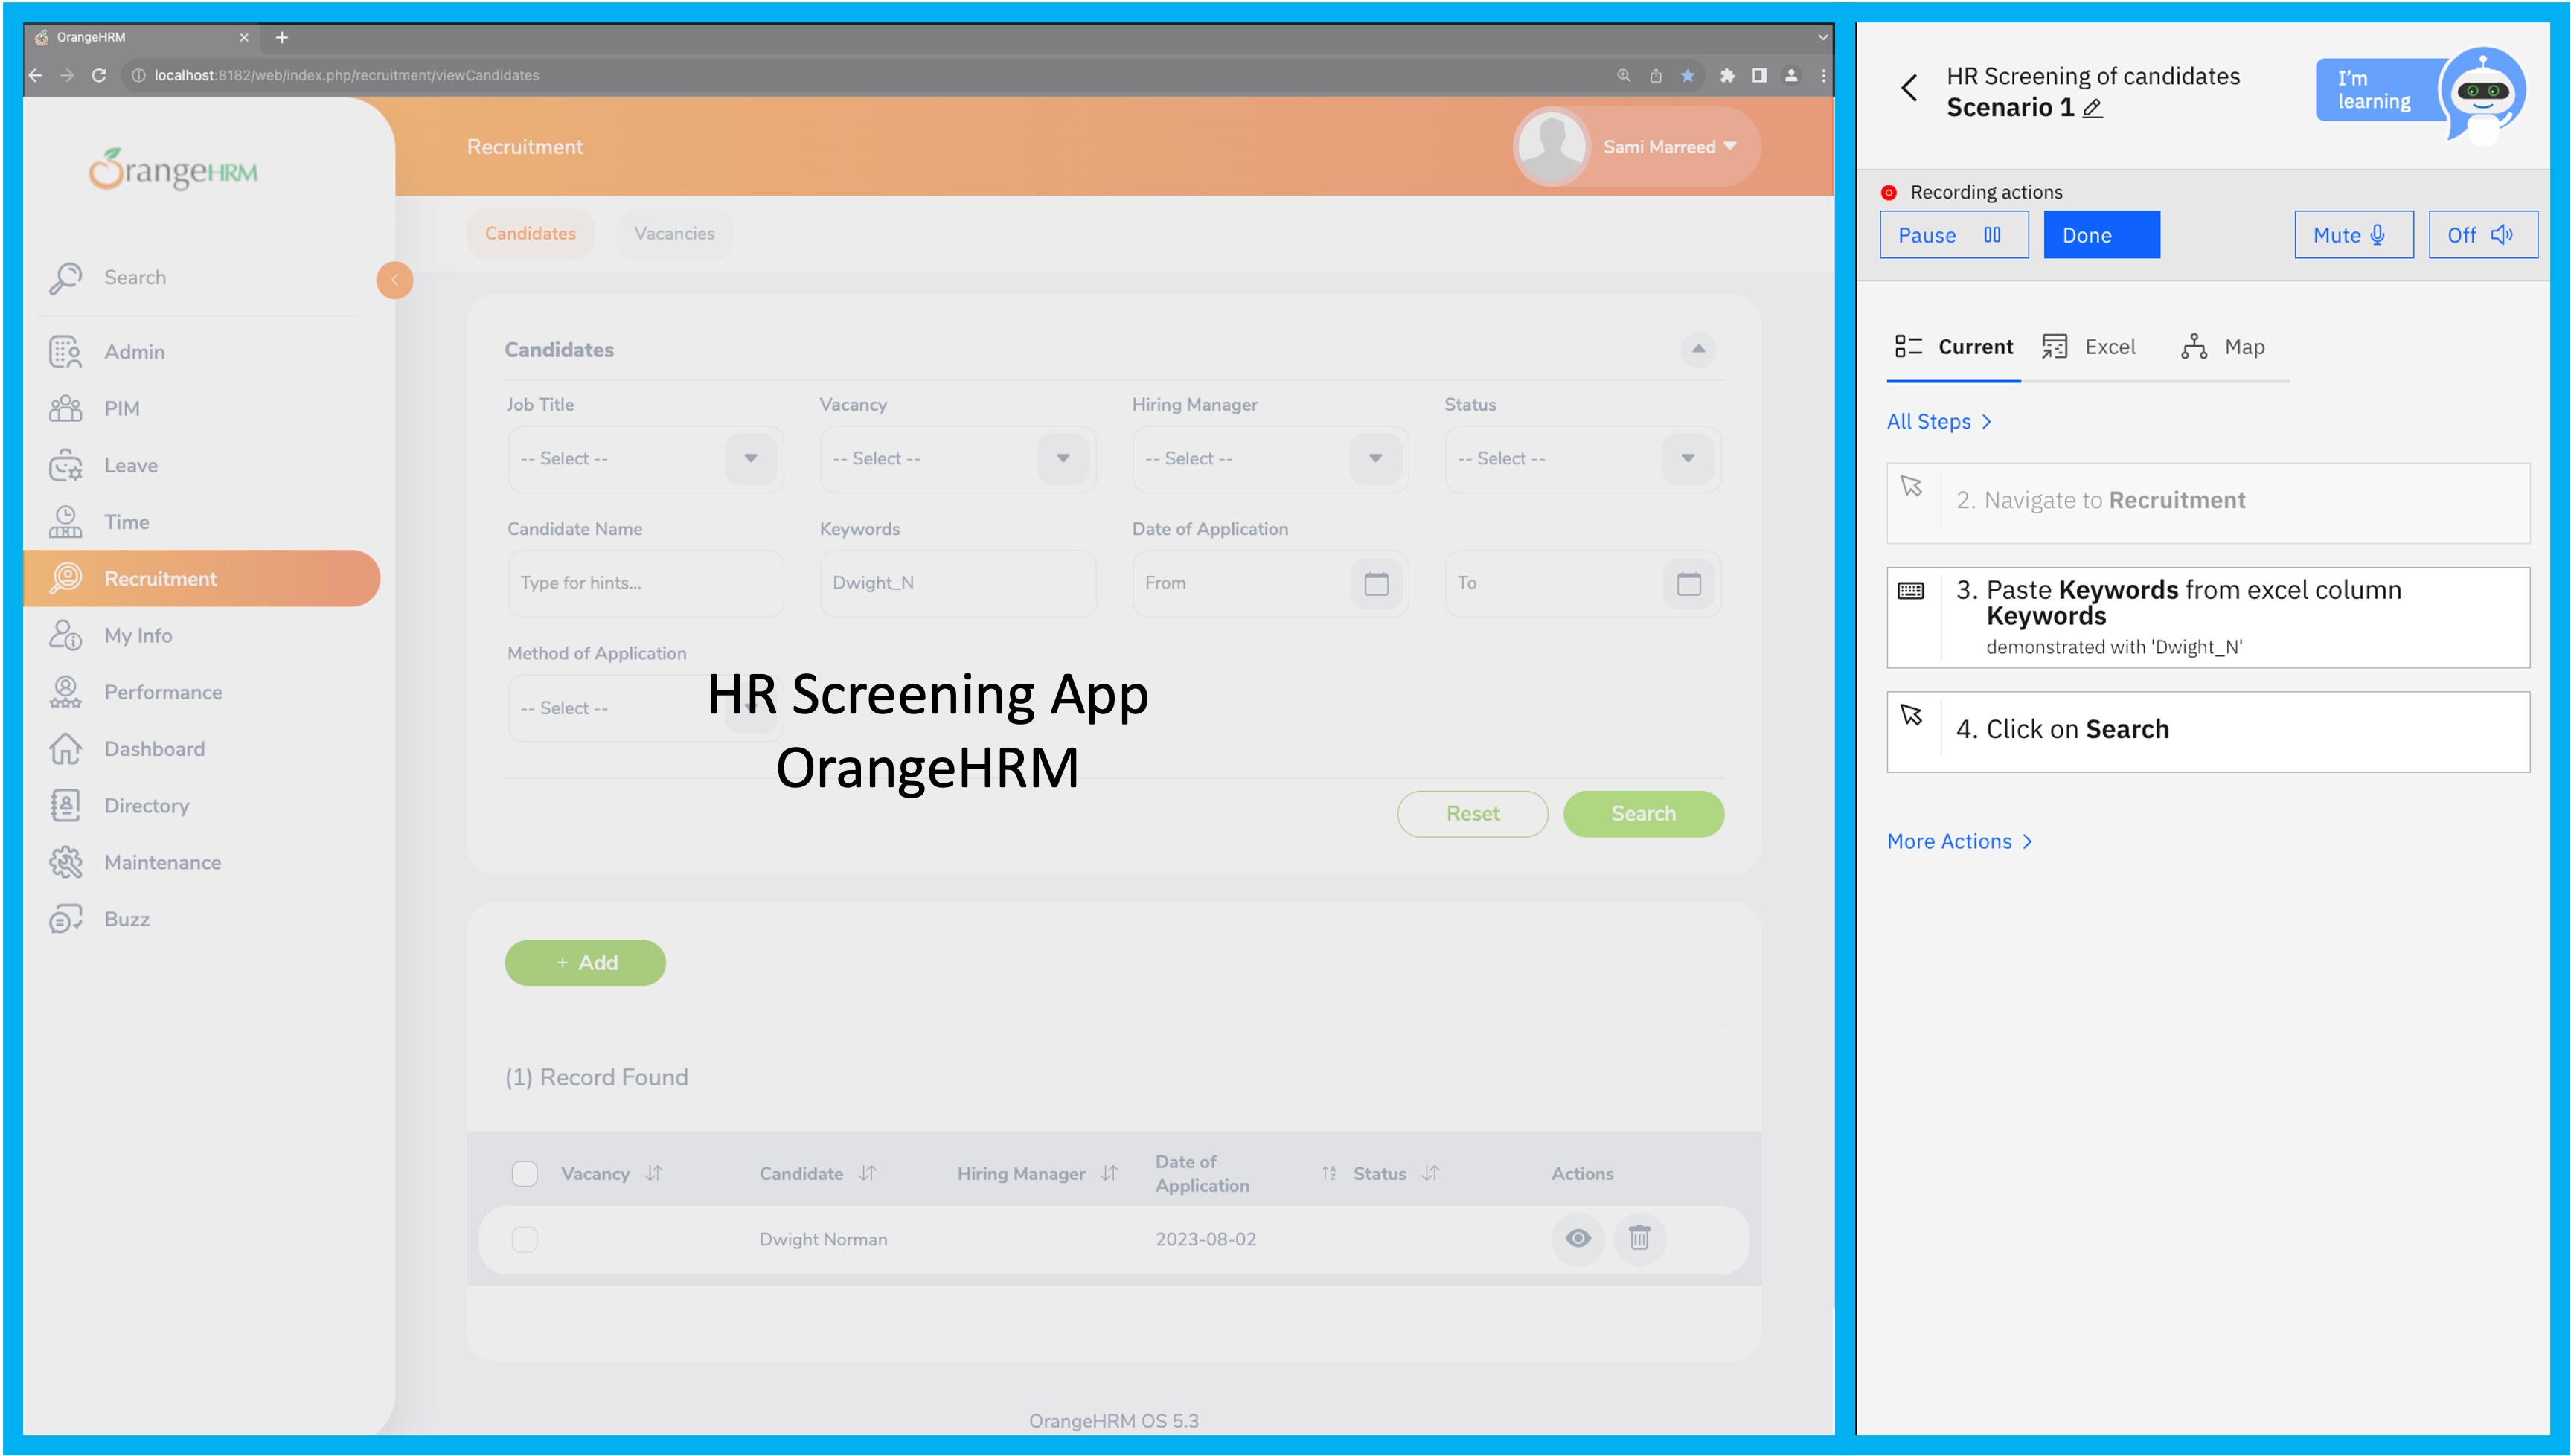 OrangeHRM
localhost:8182/web/index.php/recruitment/viewCandidates
OrangeHRM
Recruitment
Sami Marreed
Candidates
Vacancies
Search
Admin
PIM
Leave
Time
Recruitment
My Info
Performance
Dashboard
Directory
Maintenance
Buzz
Candidates
Job Title
Vacancy
Hiring Manager
Status
-- Select --
-- Select --
-- Select --
-- Select --
Candidate Name
Keywords
Date of Application
Type for hints...
Dwight_N
From
To
Method of Application
-- Select --
HR Screening App
OrangeHRM
Reset
Search
+ Add
(1) Record Found
Vacancy
Candidate
Hiring Manager
Date of
Application
Status
Actions
Dwight Norman
2023-08-02
OrangeHRM OS 5.3
HR Screening of candidates
Scenario 1
I'm
learning
Recording actions
Pause
Done
Mute
Off
Current
Excel
Map
All Steps >
2. Navigate to Recruitment
3. Paste Keywords from excel column
Keywords
demonstrated with 'Dwight_N'
4. Click on Search
More Actions >